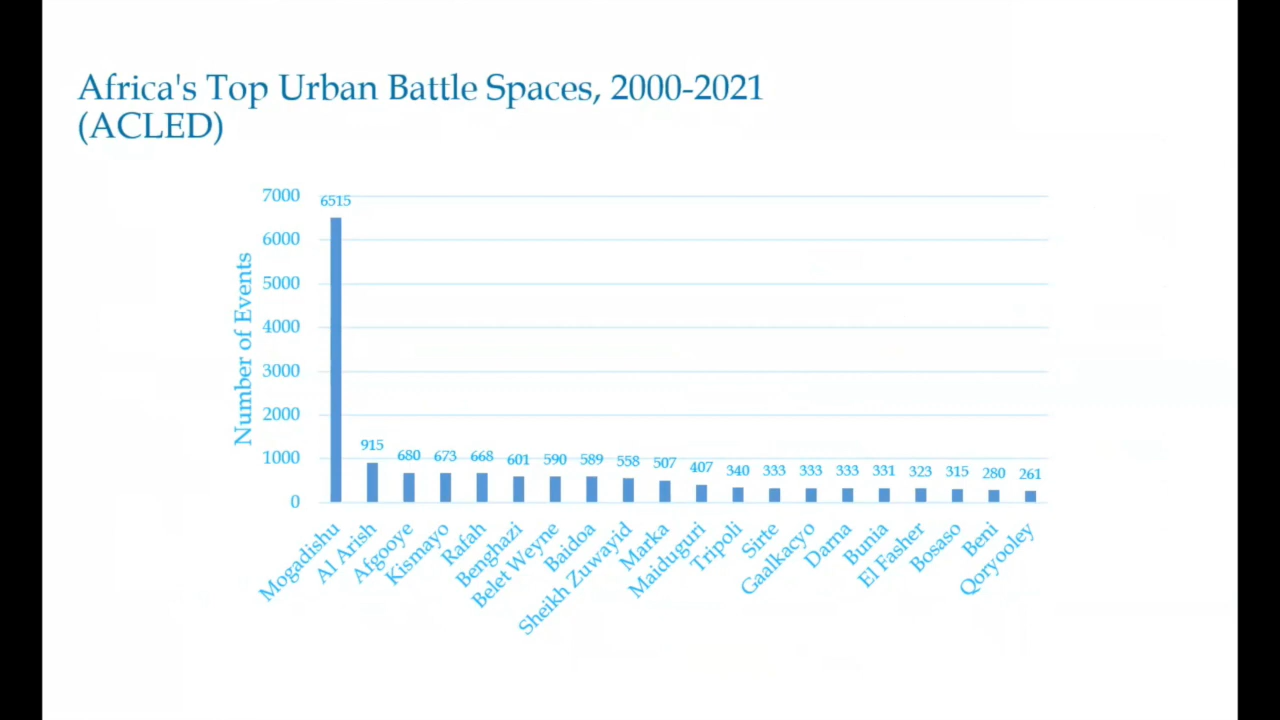 Africa's Top Urban Battle Spaces, 2000-2021
(ACLED)
Number of Events
7000
6000
5000
4000
3000
2000
1000
0
6515
915
680
673
668
601
590
589
558
507
407
340
333
333
333
331
323
315
280
261
Mogadishu
Al Arish
Afgooye
Kismayo
Rafah
Benghazi
Belet Weyne
Baidoa
Sheikh Zuwayid
Marka
Maiduguri
Tripoli
Sirte
Gaalkacyo
Darna
Bunia
El Fasher
Bosaso
Beni
Qoryooley